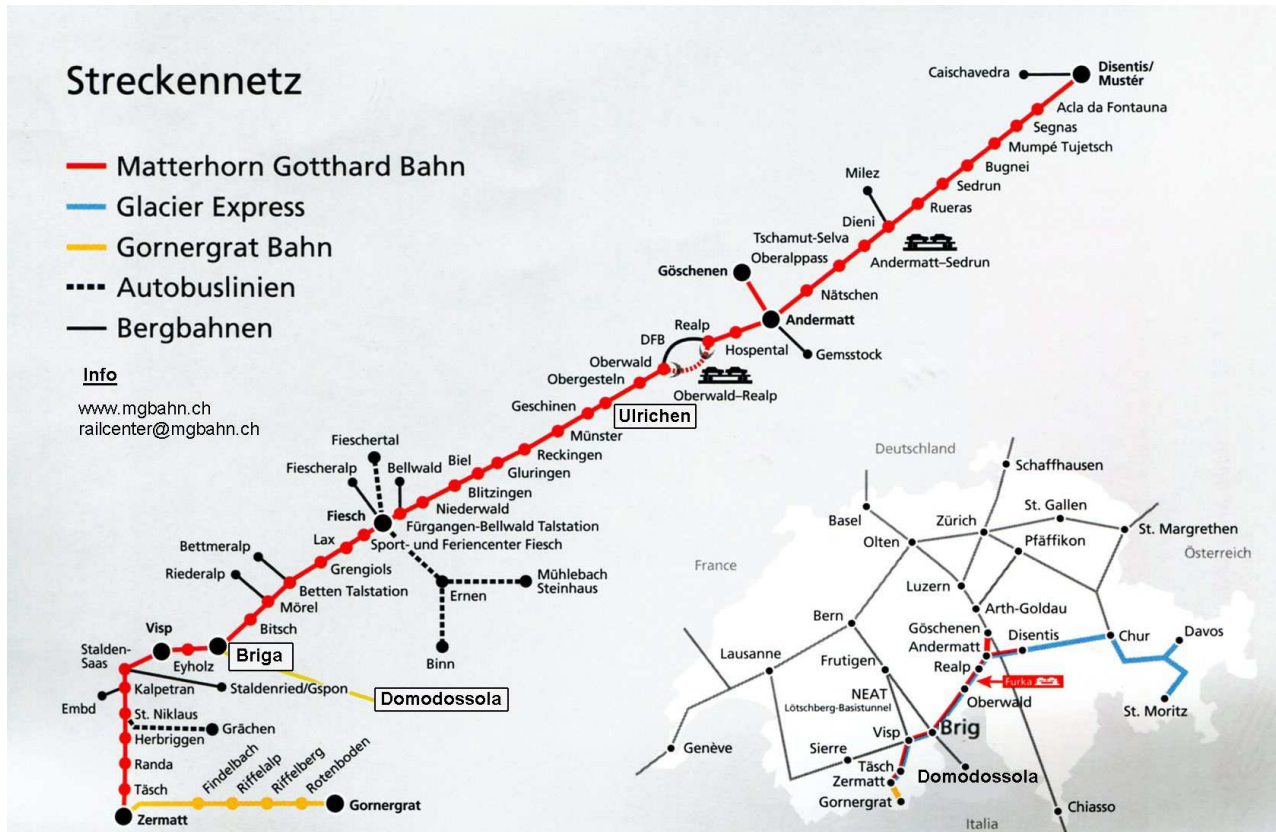 Streckennetz
Matterhorn Gotthard Bahn
Glacier Express
Gornergrat Bahn
Autobuslinien
Bergbahnen
Info
www.mgbahn.ch
railcenter@mgbahn.ch
Caischavedra
Disentis/
Mustér
Acla da Fontauna
Segnas
Mumpé Tujetsch
Bugnei
Sedrun
Rueras
Milez
Dieni
Tschamut-Selva
Oberalppass
Andermatt–Sedrun
Nätschen
Göschenen
Andermatt
Gemsstock
Hospental
Realp
DFB
Oberwald
Oberwald–Realp
Obergesteln
Ulrichen
Geschinen
Münster
Reckingen
Gluringen
Biel
Blitzingen
Niederwald
Bellwald
Fürgangen-Bellwald Talstation
Fieschertal
Fiescheralp
Fiesch
Sport- und Feriencenter Fiesch
Mühlebach
Steinhaus
Ernen
Binn
Lax
Grengiols
Bettmeralp
Betten Talstation
Riederalp
Mörel
Bitsch
Briga
Domodossola
Visp
Eyholz
Stalden-
Saas
Staldenried/Gspon
Kalpetran
Embd
St. Niklaus
Grächen
Herbriggen
Randa
Täsch
Zermatt
Findelbach
Riffelalp
Riffelberg
Rotenboden
Gornergrat
Deutschland
Schaffhausen
Basel
Zürich
St. Gallen
St. Margrethen
Olten
Pfäffikon
Österreich
France
Luzern
Arth-Goldau
Bern
Göschenen
Andermatt
Disentis
Chur
Davos
Lausanne
Frutigen
Realp
Furka
NEAT
Lötschberg-Basistunnel
Oberwald
St. Moritz
Genève
Sierre
Visp
Brig
Täsch
Domodossola
Zermatt
Gornergrat
Chiasso
Italia